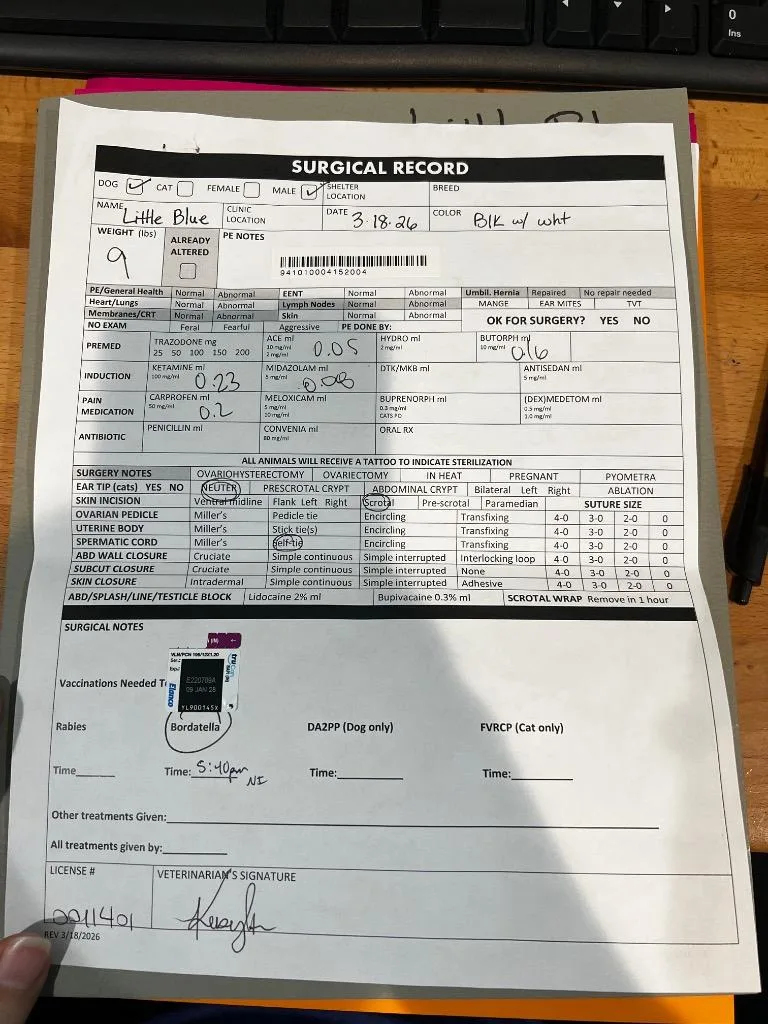 0
Ins
SURGICAL RECORD
DOG CAT FEMALE MALE SHELTER LOCATION BREED
NAME Little Blue CLINIC LOCATION DATE 3.18.26 COLOR Blk w/ wht
WEIGHT (lbs) 9 ALREADY ALTERED PE NOTES
941010004152004
PE/General Health Normal Abnormal EENT Normal Abnormal Umbil. Hernia Repaired No repair needed
Heart/Lungs Normal Abnormal Lymph Nodes Normal Abnormal MANGE EAR MITES TVT
Membranes/CRT Normal Abnormal Skin Normal Abnormal OK FOR SURGERY? YES NO
NO EXAM Feral Fearful Aggressive PE DONE BY:
PREMED TRAZODONE mg 25 50 100 150 200 ACE ml 10 mg/ml 2 mg/ml 0.05 HYDRO ml 2 mg/ml BUTORPH ml 10 mg/ml
INDUCTION KETAMINE ml 100 mg/ml 0.23 MIDAZOLAM ml 5 mg/ml DTK/MKB ml ANTISEDAN ml 5 mg/ml
PAIN MEDICATION CARPROFEN ml 50 mg/ml 0.2 MELOXICAM ml 5 mg/ml 10 mg/ml BUPRENORPH ml 0.3 mg/ml CATS PO (DEX)MEDETOM ml 0.5 mg/ml 1.0 mg/ml
ANTIBIOTIC PENICILLIN ml CONVENIA ml 80 mg/ml ORAL RX
ALL ANIMALS WILL RECEIVE A TATTOO TO INDICATE STERILIZATION
SURGERY NOTES OVARIOHYSTERECTOMY OVARIECTOMY IN HEAT PREGNANT PYOMETRA
EAR TIP (cats) YES NO NEUTER PRESCROTAL CRYPT ABDOMINAL CRYPT Bilateral Left Right ABLATION
SKIN INCISION Ventral midline Flank Left Right Scrotal Pre-scrotal Paramedian SUTURE SIZE
OVARIAN PEDICLE Miller's Pedicle tie Encircling Transfixing 4-0 3-0 2-0 0
UTERINE BODY Miller's Stick tie(s) Encircling Transfixing 4-0 3-0 2-0 0
SPERMATIC CORD Miller's Self-tie Encircling Transfixing 4-0 3-0 2-0 0
ABD WALL CLOSURE Cruciate Simple continuous Simple interrupted Interlocking loop 4-0 3-0 2-0 0
SUBCUT CLOSURE Cruciate Simple continuous Simple interrupted None 4-0 3-0 2-0 0
SKIN CLOSURE Intradermal Simple continuous Simple interrupted Adhesive 4-0 3-0 2-0 0
ABD/SPLASH/LINE/TESTICLE BLOCK Lidocaine 2% ml Bupivacaine 0.3% ml SCROTAL WRAP Remove in 1 hour
SURGICAL NOTES
Elanco
E220709A
09 JAN 28
YL900145X
Vaccinations Needed
Rabies Bordatella DA2PP (Dog only) FVRCP (Cat only)
Time Time: 5:40pm NI Time: Time:
Other treatments Given:
All treatments given by:
LICENSE # VETERINARIAN'S SIGNATURE
0011401
REV 3/18/2026